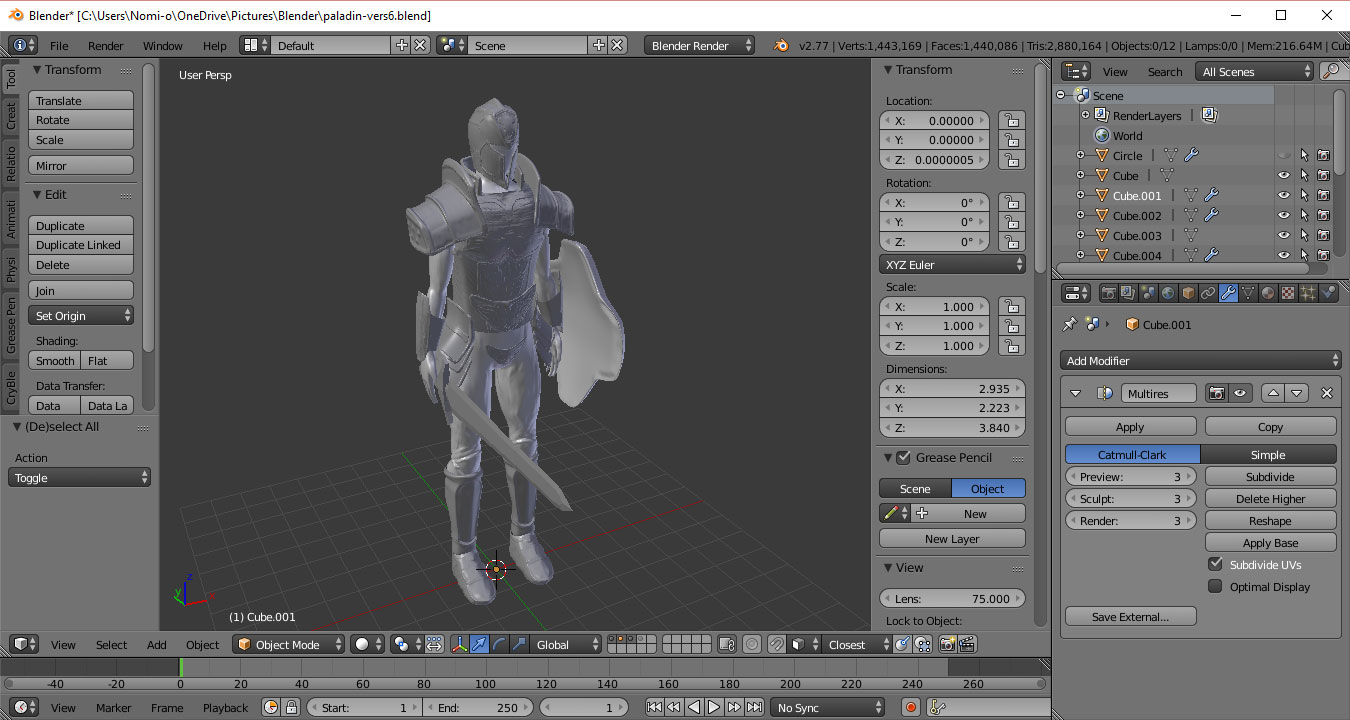 Blender* [C:\Users\Nomi-o\OneDrive\Pictures\Blender\paladin-vers6.blend]
File Render Window Help Default Scene Blender Render v2.77 | Verts:1,443,169 | Faces:1,440,086 | Tris:2,880,164 | Objects:0/12 | Lamps:0/0 | Mem:216.64M | Cub
Tool
Creat
Relatio
Animati
Physi
Grease Pen
CryBle
Transform
Translate
Rotate
Scale
Mirror
Edit
Duplicate
Duplicate Linked
Delete
Join
Set Origin
Shading:
Smooth Flat
Data Transfer:
Data Data La
(De)select All
Action
Toggle
User Persp
z
y
x
(1) Cube.001
Transform
Location:
X: 0.00000
Y: 0.00000
Z: 0.0000005
Rotation:
X: 0°
Y: 0°
Z: 0°
XYZ Euler
Scale:
X: 1.000
Y: 1.000
Z: 1.000
Dimensions:
X: 2.935
Y: 2.223
Z: 3.840
Grease Pencil
Scene Object
New
New Layer
View
Lens: 75.000
Lock to Object:
View Search All Scenes
Scene
RenderLayers |
World
Circle |
Cube |
Cube.001 |
Cube.002 |
Cube.003 |
Cube.004 |
Cube.001
Add Modifier
Multires
Apply Copy
Catmull-Clark Simple
Preview: 3 Subdivide
Sculpt: 3 Delete Higher
Render: 3 Reshape
Apply Base
Subdivide UVs
Optimal Display
Save External...
View Select Add Object Object Mode Global Closest
-40 -20 0 20 40 60 80 100 120 140 160 180 200 220 240 260
View Marker Frame Playback Start: 1 End: 250 1 No Sync